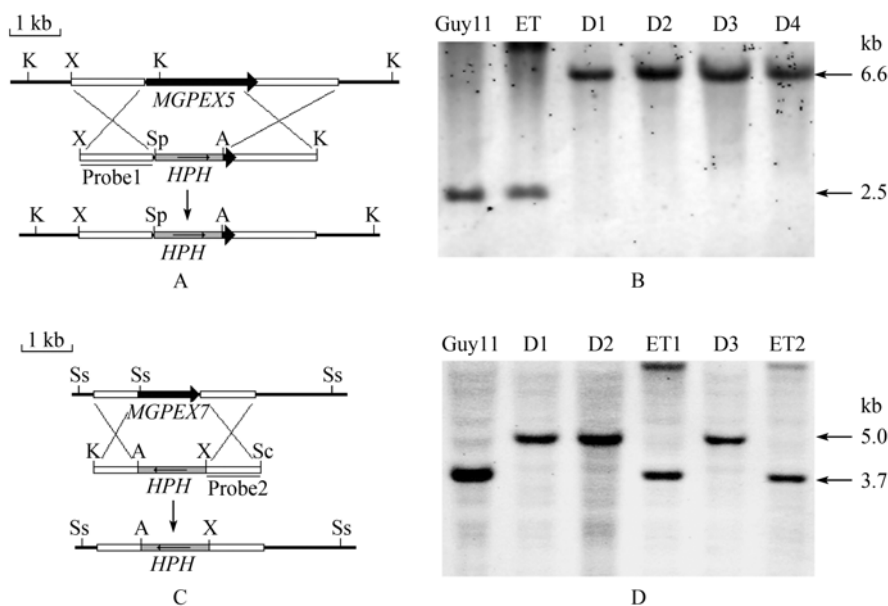 1 kb
K X K K
MGPEX5
X Sp A K
Probe1 HPH
K X Sp A K
HPH
A
Guy11 ET D1 D2 D3 D4
kb
6.6
2.5
B
1 kb
Ss Ss Ss
MGPEX7
K A X Sc
HPH Probe2
Ss A X Ss
HPH
C
Guy11 D1 D2 ET1 D3 ET2
kb
5.0
3.7
D